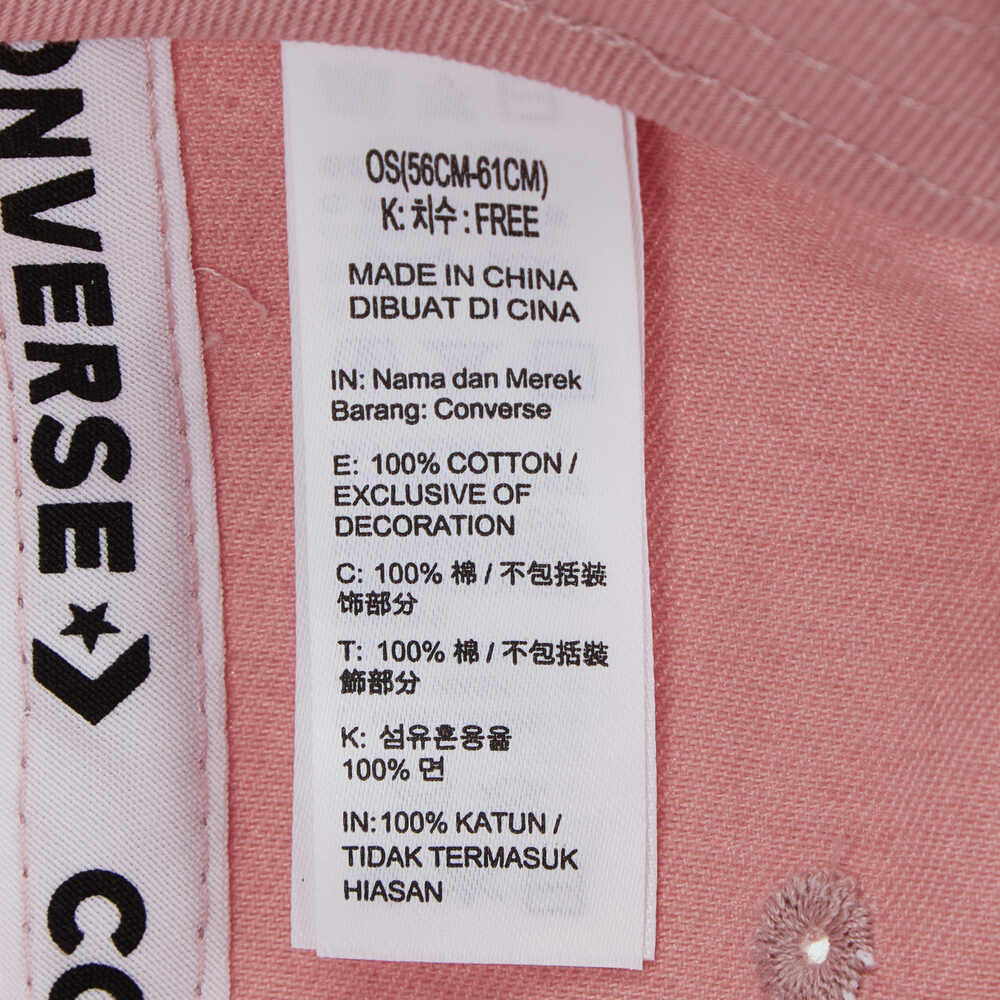 ONVERSE
CO
OS(56CM-61CM)
K: 치수 : FREE
MADE IN CHINA
DIBUAT DI CINA
IN: Nama dan Merek
Barang: Converse
E: 100% COTTON /
EXCLUSIVE OF
DECORATION
C: 100% 棉 / 不包括装
饰部分
T: 100% 棉 / 不包括裝
飾部分
K: 섬유혼용율
100% 면
IN:100% KATUN /
TIDAK TERMASUK
HIASAN